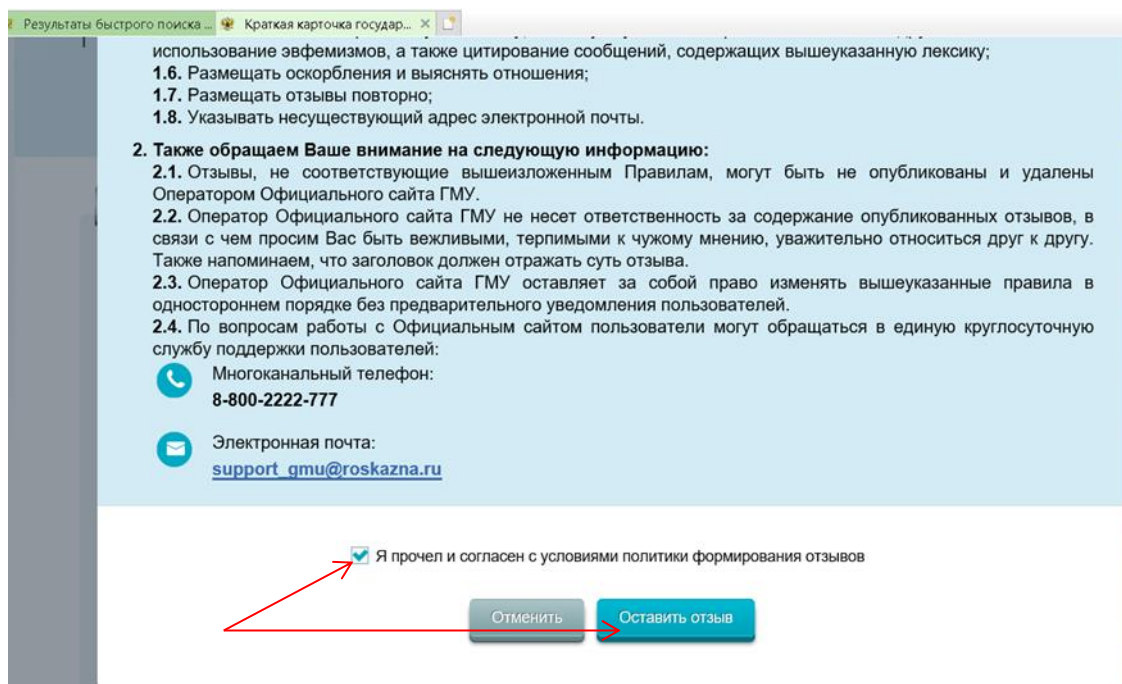 Результаты быстрого поиска ...
Краткая карточка государ...
использование эвфемизмов, а также цитирование сообщений, содержащих вышеуказанную лексику;
1.6. Размещать оскорбления и выяснять отношения;
1.7. Размещать отзывы повторно;
1.8. Указывать несуществующий адрес электронной почты.
2. Также обращаем Ваше внимание на следующую информацию:
2.1. Отзывы, не соответствующие вышеизложенным Правилам, могут быть не опубликованы и удалены
Оператором Официального сайта ГМУ.
2.2. Оператор Официального сайта ГМУ не несет ответственность за содержание опубликованных отзывов, в
связи с чем просим Вас быть вежливыми, терпимыми к чужому мнению, уважительно относиться друг к другу.
Также напоминаем, что заголовок должен отражать суть отзыва.
2.3. Оператор Официального сайта ГМУ оставляет за собой право изменять вышеуказанные правила в
одностороннем порядке без предварительного уведомления пользователей.
2.4. По вопросам работы с Официальным сайтом пользователи могут обращаться в единую круглосуточную
службу поддержки пользователей:
Многоканальный телефон:
8-800-2222-777
Электронная почта:
support_gmu@roskazna.ru
Я прочел и согласен с условиями политики формирования отзывов
Отменить
Оставить отзыв